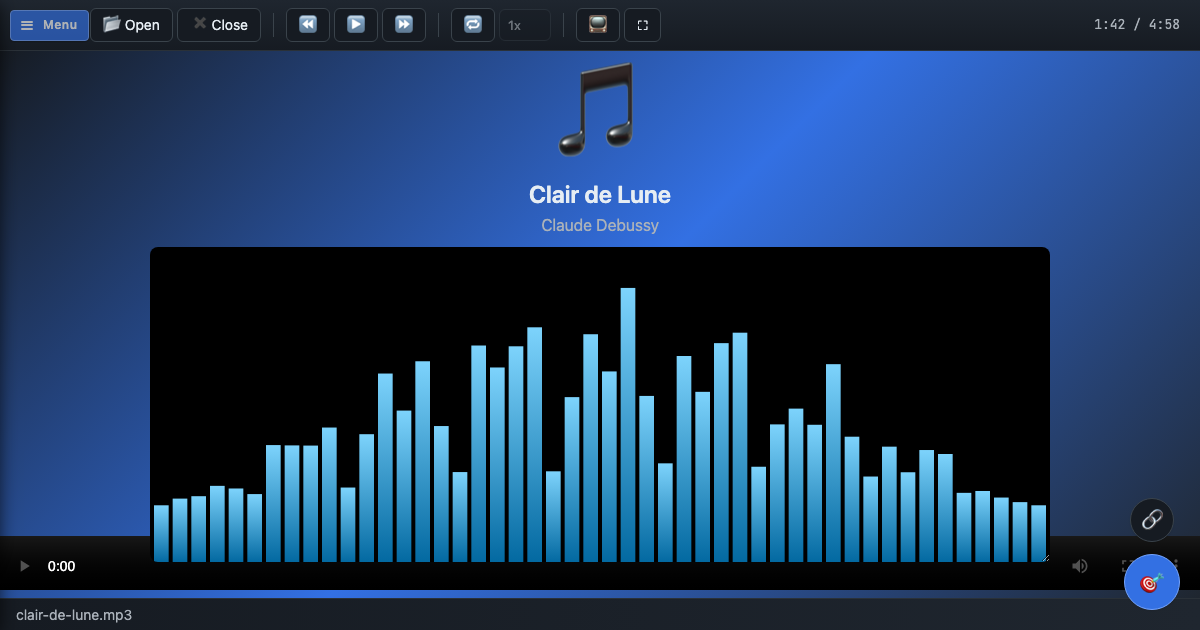 Menu Open Close 1x 1:42 / 4:58
Clair de Lune
Claude Debussy
0:00
clair-de-lune.mp3